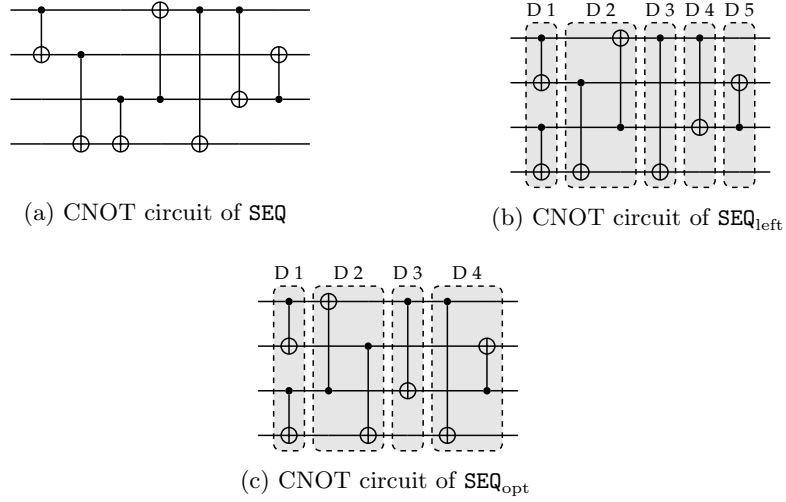 D 1 D 2 D 3 D 4 D 5
(a) CNOT circuit of SEQ
(b) CNOT circuit of SEQ_left
D 1 D 2 D 3 D 4
(c) CNOT circuit of SEQ_opt